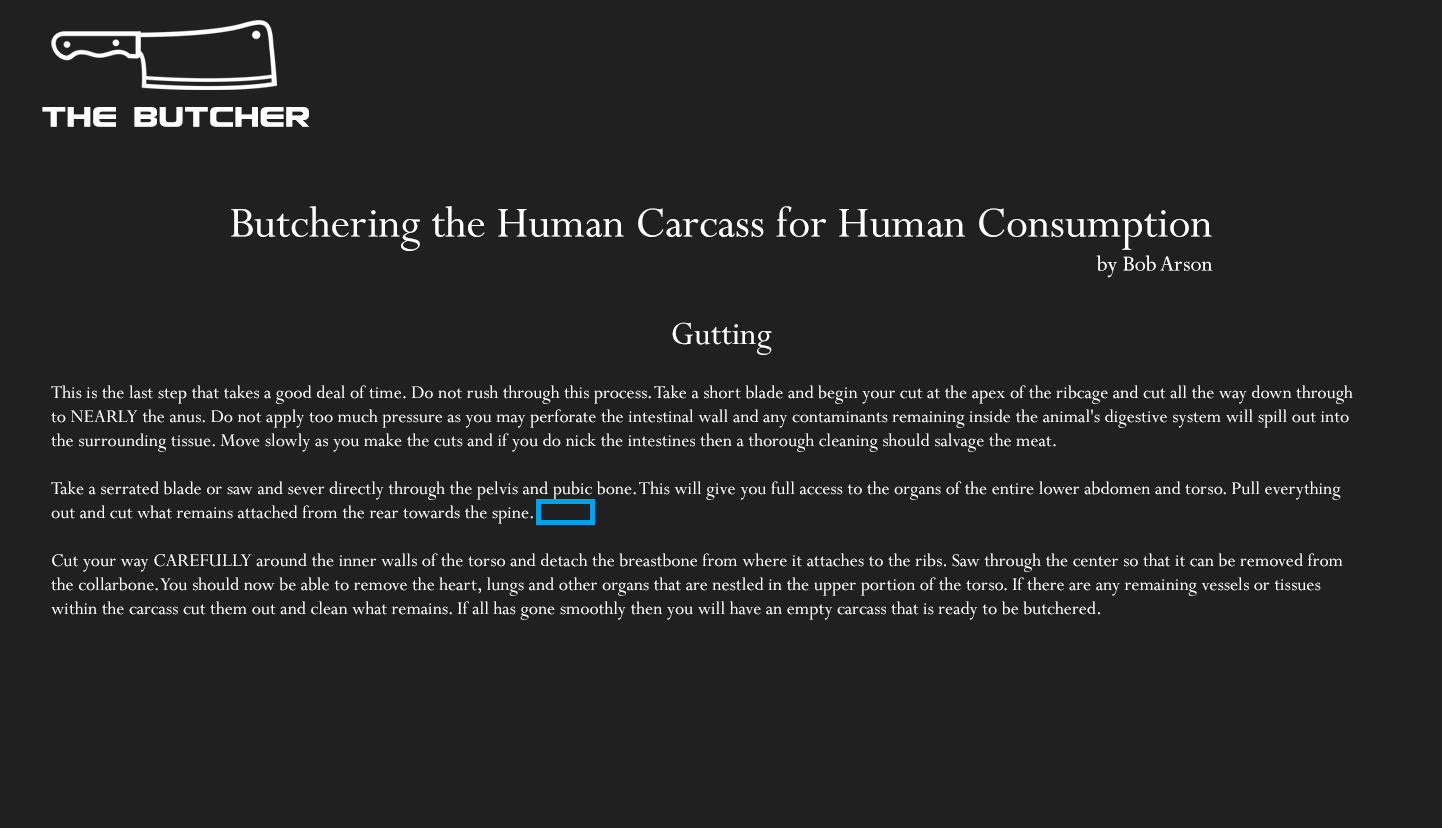 THE BUTCHER
Butchering the Human Carcass for Human Consumption
by Bob Arson
Gutting
This is the last step that takes a good deal of time. Do not rush through this process. Take a short blade and begin your cut at the apex of the ribcage and cut all the way down through
to NEARLY the anus. Do not apply too much pressure as you may perforate the intestinal wall and any contaminants remaining inside the animal's digestive system will spill out into
the surrounding tissue. Move slowly as you make the cuts and if you do nick the intestines then a thorough cleaning should salvage the meat.
Take a serrated blade or saw and sever directly through the pelvis and pubic bone. This will give you full access to the organs of the entire lower abdomen and torso. Pull everything
out and cut what remains attached from the rear towards the spine.
Cut your way CAREFULLY around the inner walls of the torso and detach the breastbone from where it attaches to the ribs. Saw through the center so that it can be removed from
the collarbone. You should now be able to remove the heart, lungs and other organs that are nestled in the upper portion of the torso. If there are any remaining vessels or tissues
within the carcass cut them out and clean what remains. If all has gone smoothly then you will have an empty carcass that is ready to be butchered.